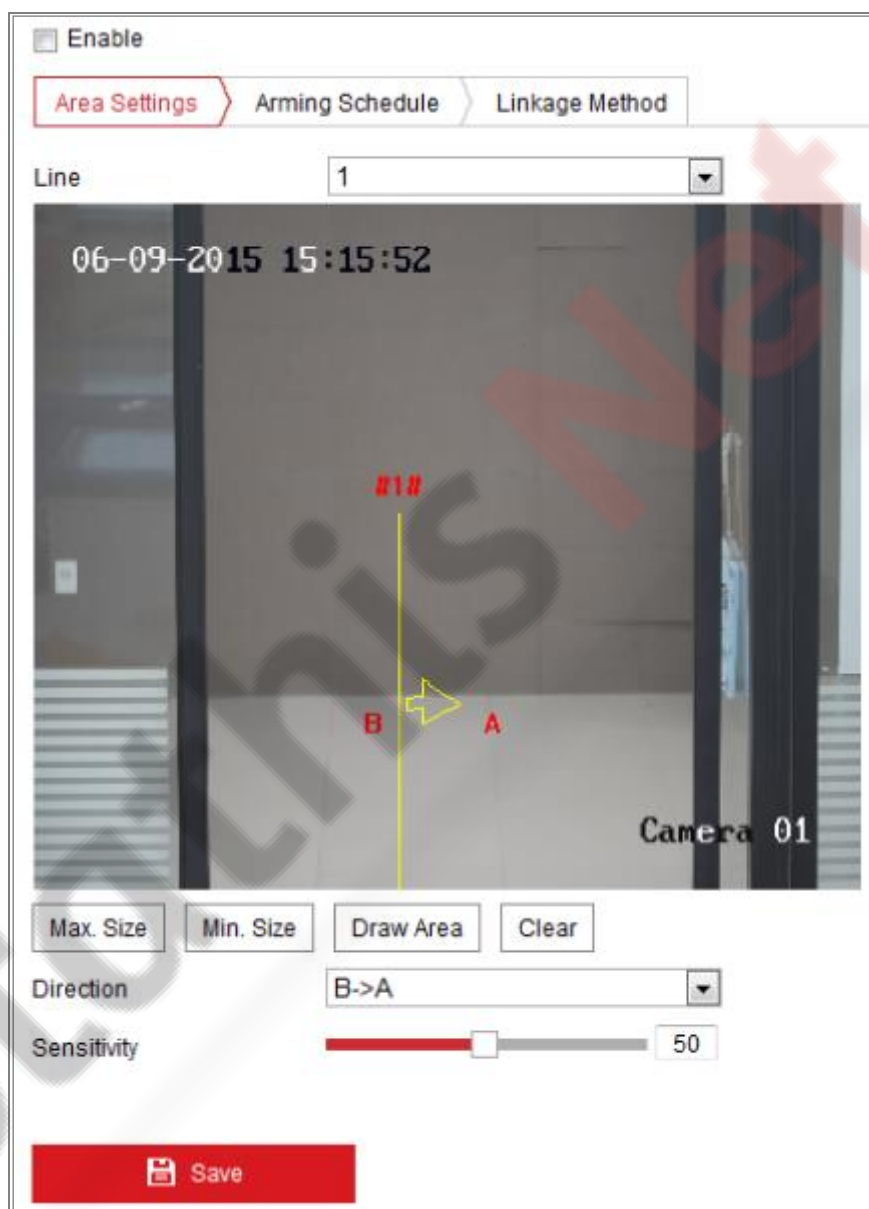 Enable
Area Settings Arming Schedule Linkage Method
Line 1
06-09-2015 15:15:52
#1#
B A
Camera 01
Max. Size Min. Size Draw Area Clear
Direction B->A
Sensitivity 50
Save
Net